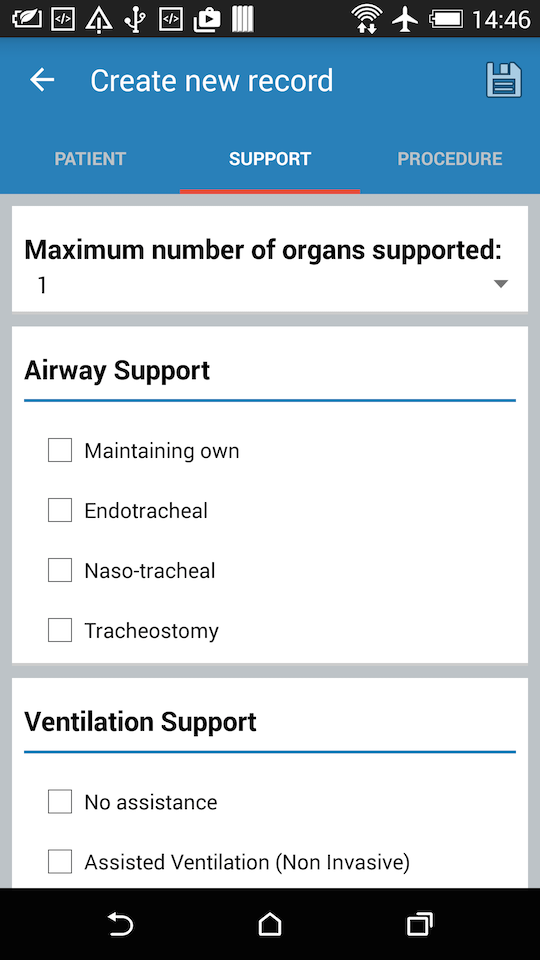 14:46
Create new record
PATIENT SUPPORT PROCEDURE
Maximum number of organs supported:
1
Airway Support
Maintaining own
Endotracheal
Naso-tracheal
Tracheostomy
Ventilation Support
No assistance
Assisted Ventilation (Non Invasive)